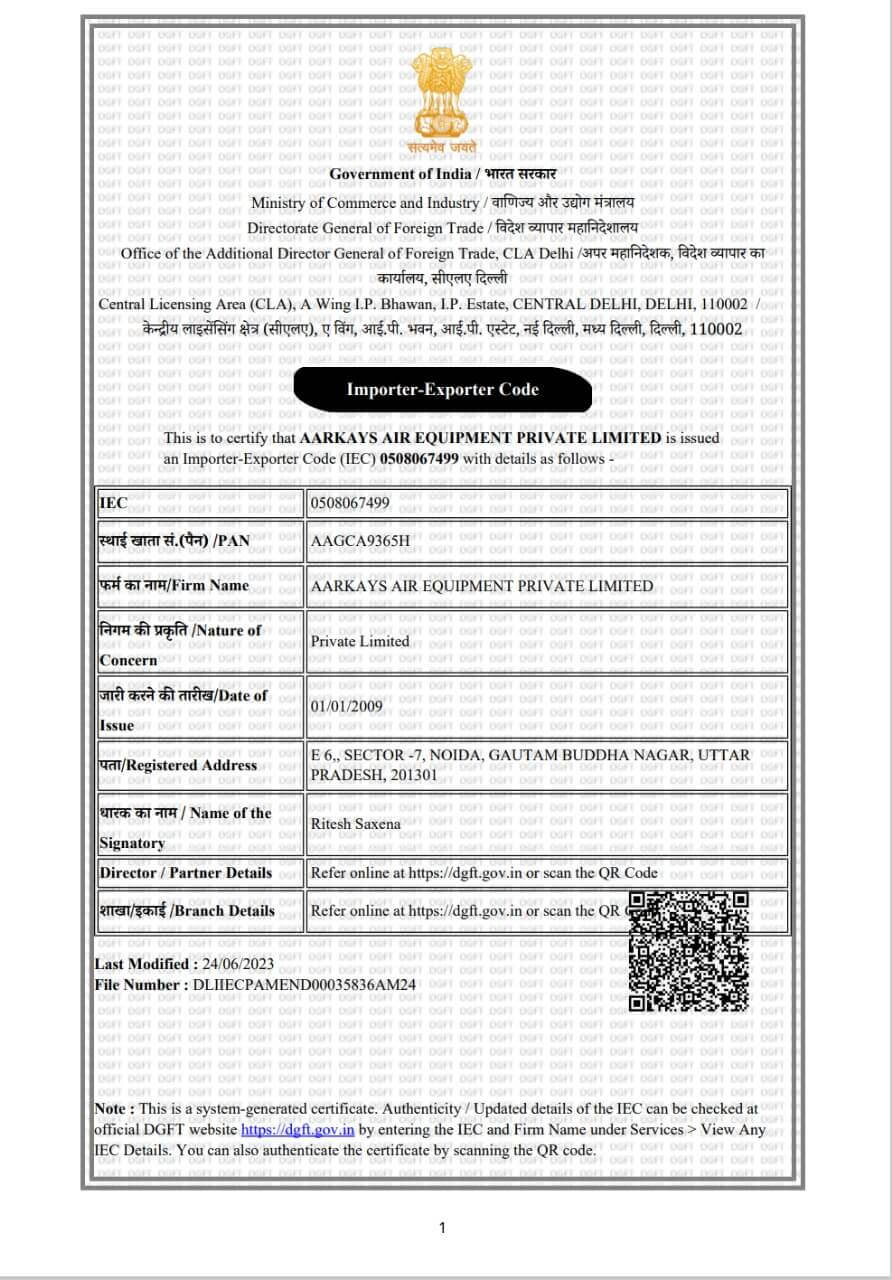 सत्यमेव जयते
Government of India / भारत सरकार
Ministry of Commerce and Industry / वाणिज्य और उद्योग मंत्रालय
Directorate General of Foreign Trade / विदेश व्यापार महानिदेशालय
Office of the Additional Director General of Foreign Trade, CLA Delhi /अपर महानिदेशक, विदेश व्यापार का
कार्यालय, सीएलए दिल्ली
Central Licensing Area (CLA), A Wing I.P. Bhawan, I.P. Estate, CENTRAL DELHI, DELHI, 110002 /
केन्द्रीय लाइसेंसिंग क्षेत्र (सीएलए), ए विंग, आई.पी. भवन, आई.पी. एस्टेट, नई दिल्ली, मध्य दिल्ली, दिल्ली, 110002
Importer-Exporter Code
This is to certify that AARKAYS AIR EQUIPMENT PRIVATE LIMITED is issued
an Importer-Exporter Code (IEC) 0508067499 with details as follows -
IEC 0508067499
स्थाई खाता सं.(पैन) /PAN AAGCA9365H
फर्म का नाम/Firm Name AARKAYS AIR EQUIPMENT PRIVATE LIMITED
निगम की प्रकृति /Nature of
Concern
Private Limited
जारी करने की तारीख/Date of
Issue
01/01/2009
पता/Registered Address
E 6,, SECTOR -7, NOIDA, GAUTAM BUDDHA NAGAR, UTTAR
PRADESH, 201301
धारक का नाम / Name of the
Signatory
Ritesh Saxena
Director / Partner Details Refer online at https://dgft.gov.in or scan the QR Code
शाखा/इकाई /Branch Details Refer online at https://dgft.gov.in or scan the QR
Last Modified : 24/06/2023
File Number : DLIIECPAMEND00035836AM24
Note : This is a system-generated certificate. Authenticity / Updated details of the IEC can be checked at
official DGFT website https://dgft.gov.in by entering the IEC and Firm Name under Services > View Any
IEC Details. You can also authenticate the certificate by scanning the QR code.
1